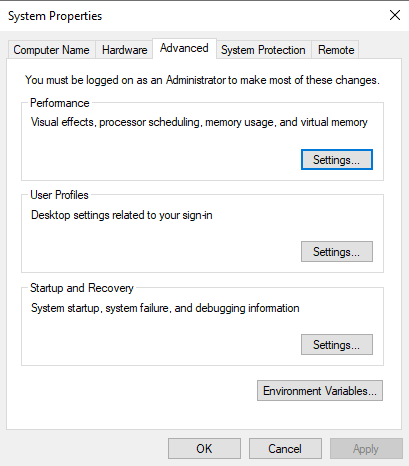 System Properties
Computer Name Hardware Advanced System Protection Remote
You must be logged on as an Administrator to make most of these changes.
Performance
Visual effects, processor scheduling, memory usage, and virtual memory
Settings...
User Profiles
Desktop settings related to your sign-in
Settings...
Startup and Recovery
System startup, system failure, and debugging information
Settings...
Environment Variables...
OK Cancel Apply